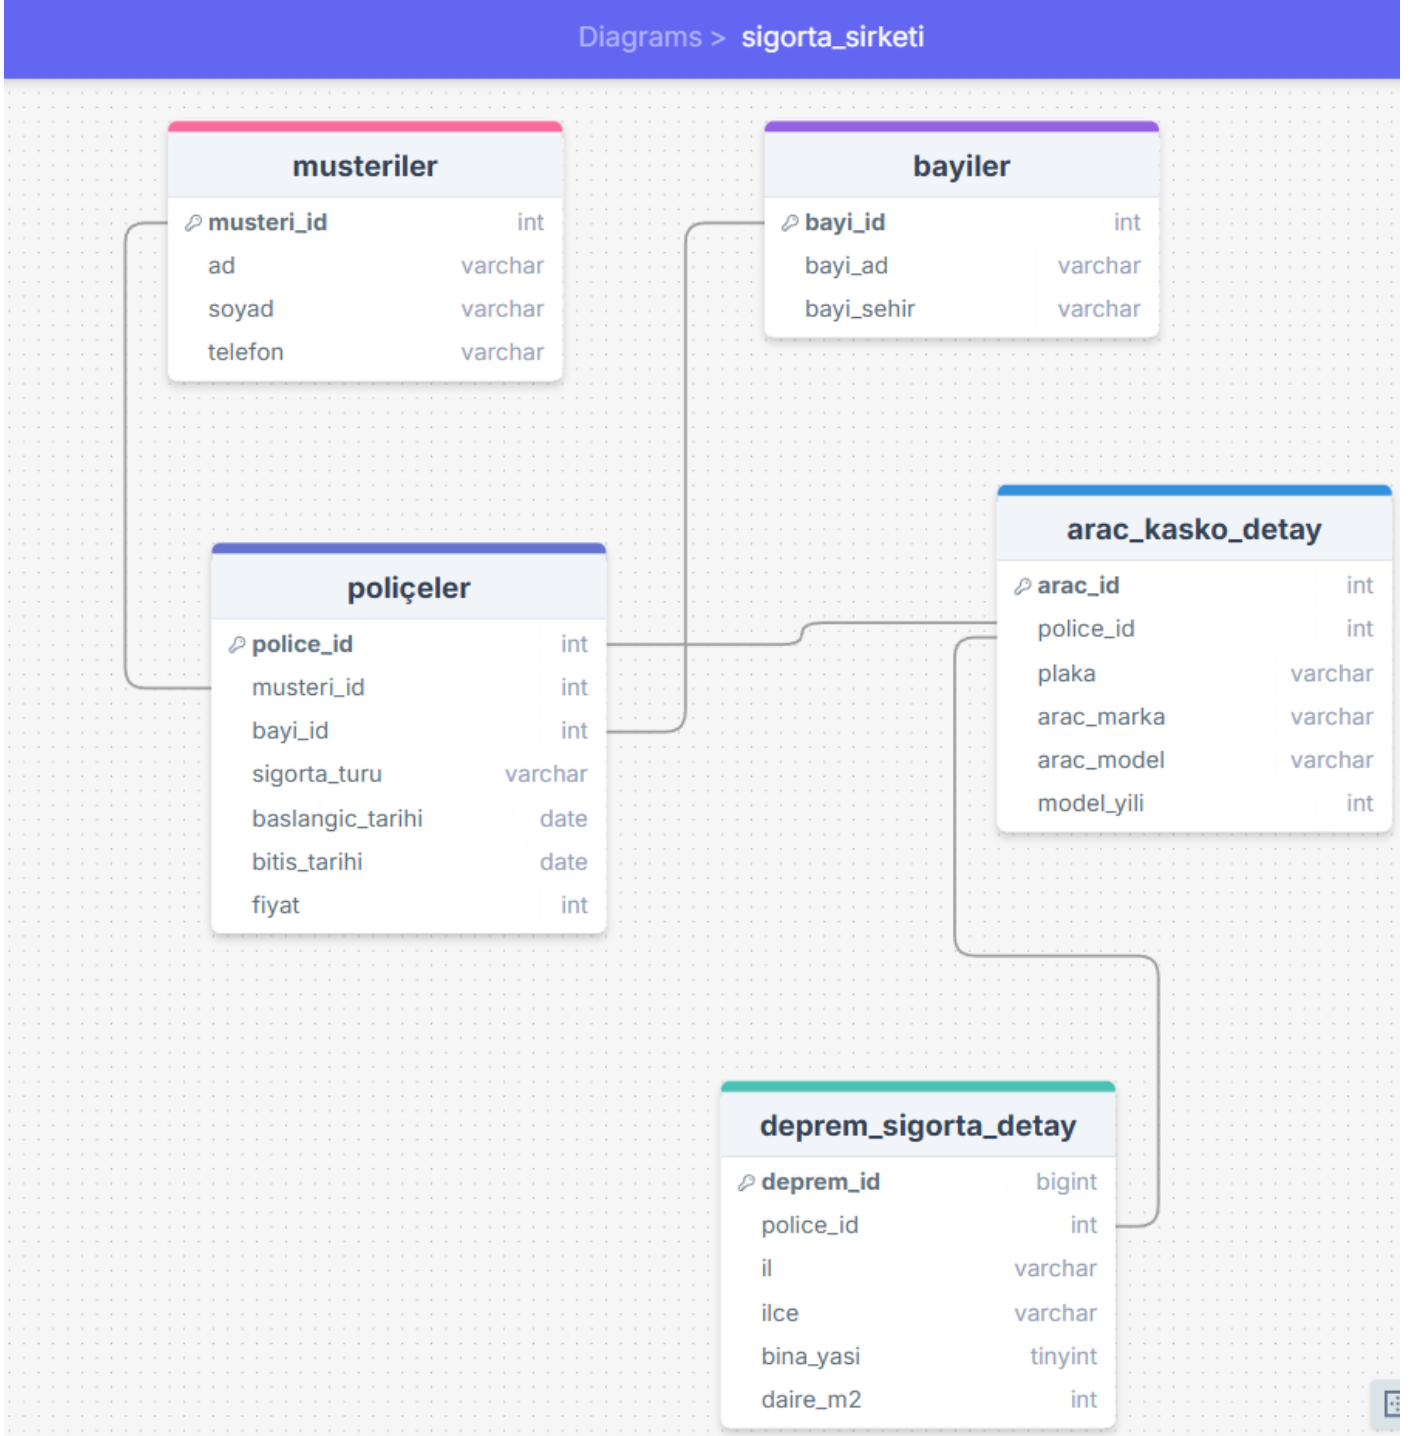 Diagrams > sigorta_sirketi
musteriler
musteri_id int
ad varchar
soyad varchar
telefon varchar
bayiler
bayi_id int
bayi_ad varchar
bayi_sehir varchar
poliçeler
police_id int
musteri_id int
bayi_id int
sigorta_turu varchar
baslangic_tarihi date
bitis_tarihi date
fiyat int
arac_kasko_detay
arac_id int
police_id int
plaka varchar
arac_marka varchar
arac_model varchar
model_yili int
deprem_sigorta_detay
deprem_id bigint
police_id int
il varchar
ilce varchar
bina_yasi tinyint
daire_m2 int